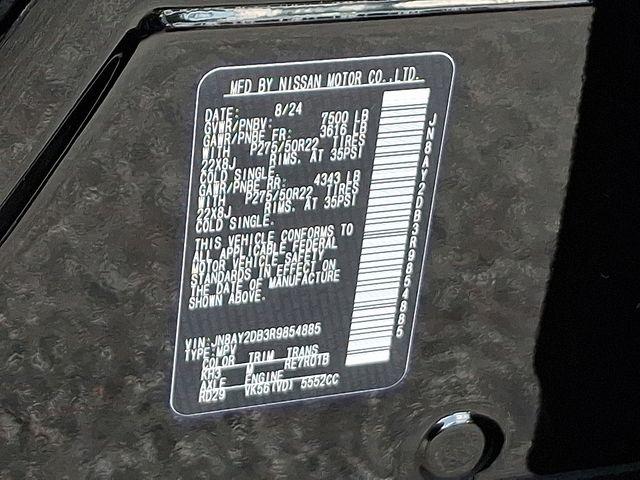 MFD BY NISSAN MOTOR CO.,LTD.
DATE: 8/24
GVWR/PNBV: 7500 LB
GAWR/PNBE FR: 3616 LB
WITH P275/50R22 TIRES
22X8J RIMS. AT 35PSI
COLD SINGLE.
GAWR/PNBE RR: 4343 LB
WITH P275/50R22 TIRES
22X8J RIMS. AT 35PSI
COLD SINGLE.
THIS VEHICLE CONFORMS TO
ALL APPLICABLE FEDERAL
MOTOR VEHICLE SAFETY
STANDARDS IN EFFECT ON
THE DATE OF MANUFACTURE
SHOWN ABOVE.
VIN:JN8AY2DB3R9854885
TYPE:MPV
COLOR TRIM TRANS
KH3 RE7R01B
AXLE ENGINE
RD29 VK56(VD) 5552CC
JN8AY2DB3R9854885